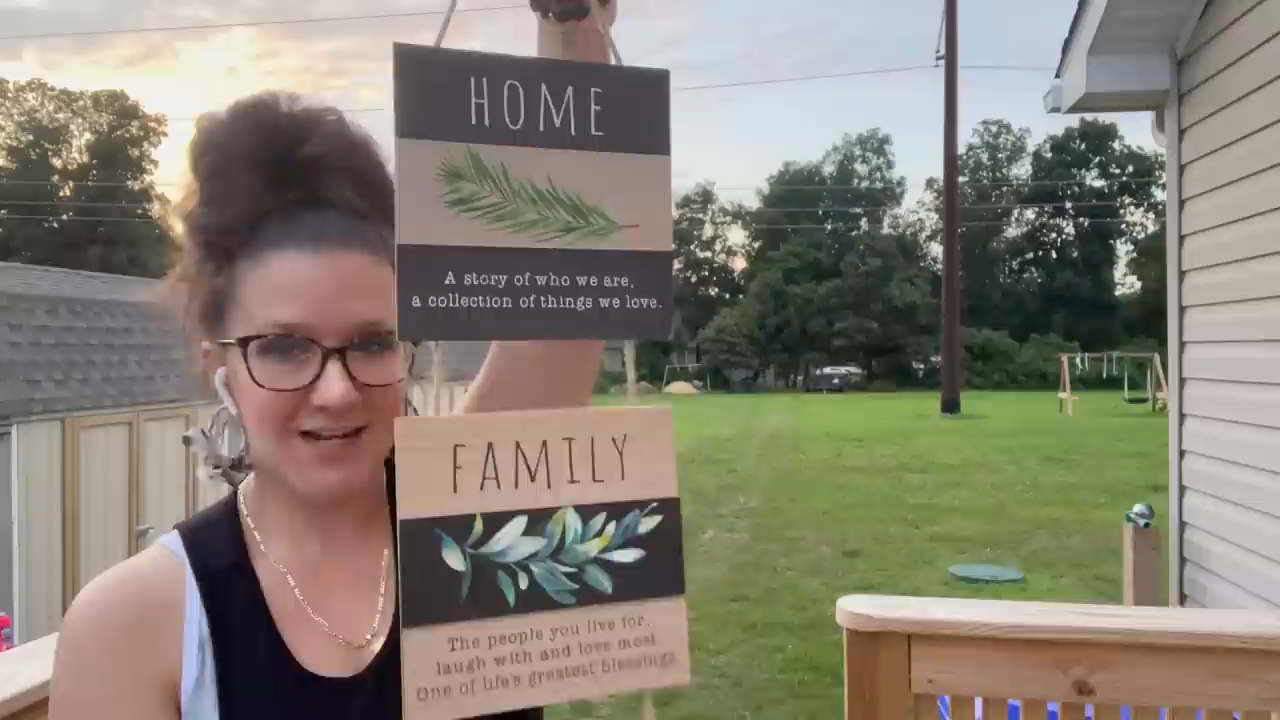 HOME
A story of who we are,
a collection of things we love.
FAMILY
The people you live for,
laugh with and love most.
One of life's greatest blessings.